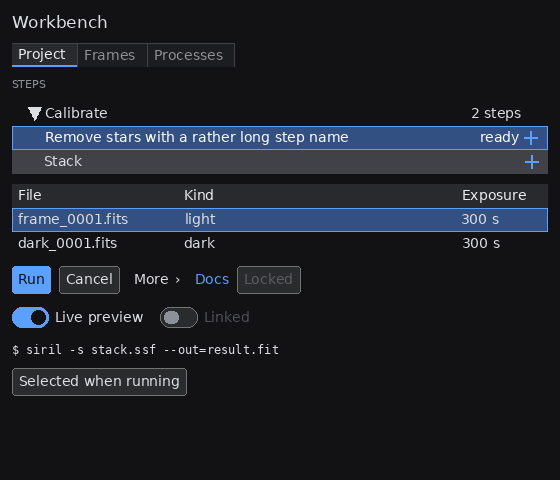 Workbench
Project Frames Processes
STEPS
Calibrate 2 steps
Remove stars with a rather long step name ready
Stack
File Kind Exposure
frame_0001.fits light 300 s
dark_0001.fits dark 300 s
Run Cancel More › Docs Locked
Live preview Linked
$ siril -s stack.ssf --out=result.fit
Selected when running